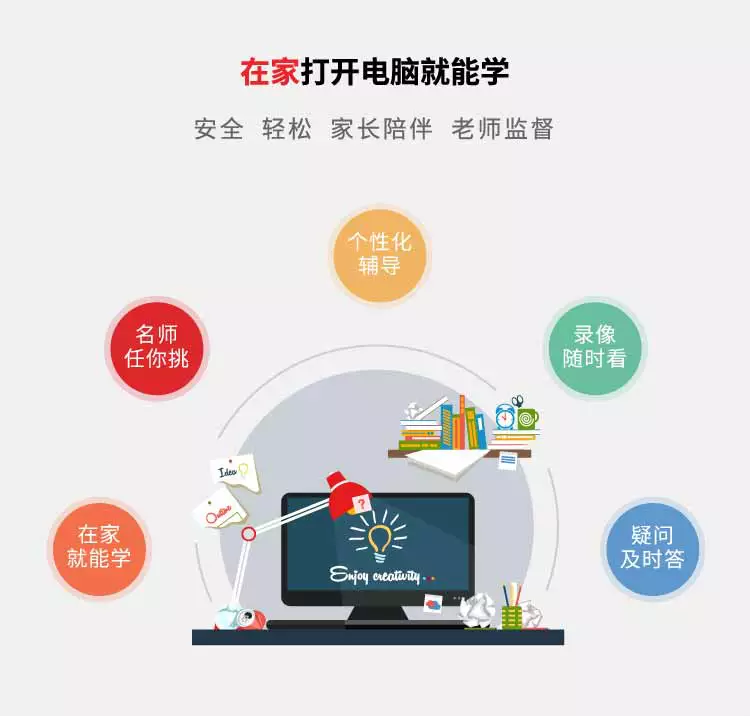 在家打开电脑就能学
安全 轻松 家长陪伴 老师监督
个性化
辅导
名师
任你挑
录像
随时看
Idea
Outline
?
Enjoy creativity
在家
就能学
疑问
及时答